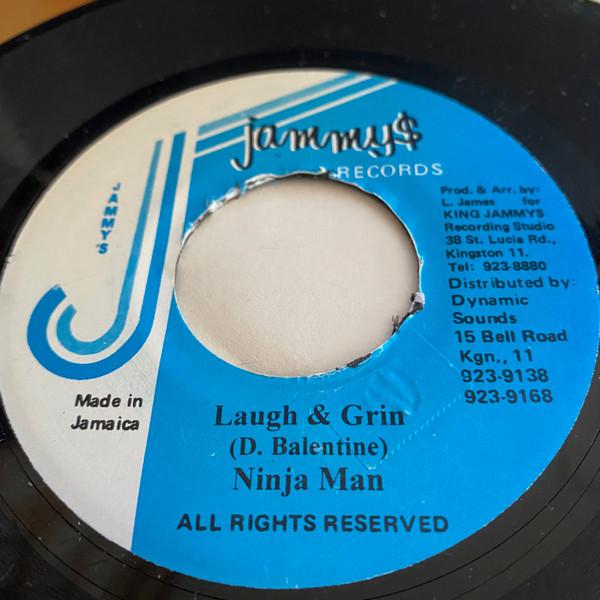 jammy$
RECORDS
JAMMY'S
Prod. & Arr. by:
L. James for
KING JAMMYS
Recording Studio
38 St. Lucia Rd.,
Kingston 11.
Tel: 923-8880
Distributed by:
Dynamic
Sounds
15 Bell Road
Kgn,, 11
923-9138
923-9168
Made in
Jamaica
Laugh & Grin
(D. Balentine)
Ninja Man
ALL RIGHTS RESERVED